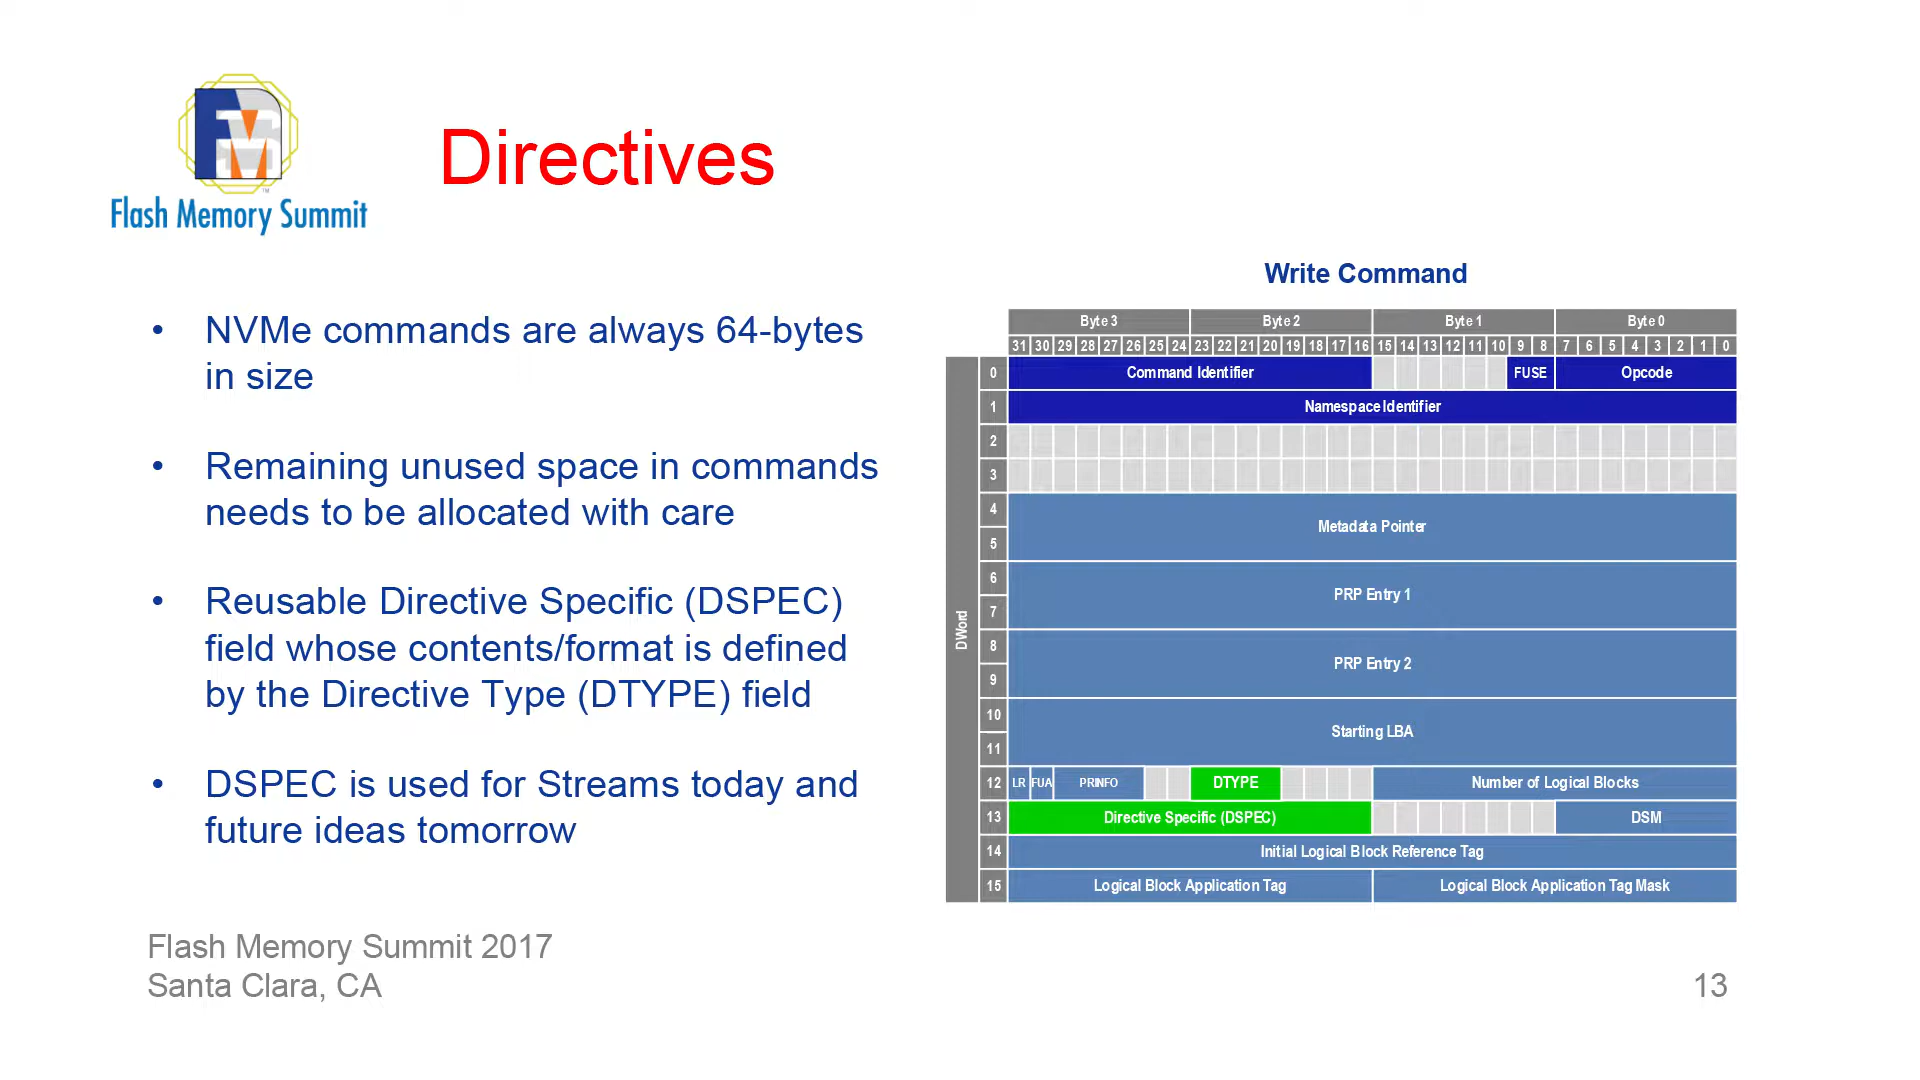 FMS
™
Flash Memory Summit
Directives
• NVMe commands are always 64-bytes
in size
• Remaining unused space in commands
needs to be allocated with care
• Reusable Directive Specific (DSPEC)
field whose contents/format is defined
by the Directive Type (DTYPE) field
• DSPEC is used for Streams today and
future ideas tomorrow
Write Command
Byte 3 Byte 2 Byte 1 Byte 0
31 30 29 28 27 26 25 24 23 22 21 20 19 18 17 16 15 14 13 12 11 10 9 8 7 6 5 4 3 2 1 0
DWord
0 Command Identifier FUSE Opcode
1 Namespace Identifier
2
3
4
Metadata Pointer
5
6
PRP Entry 1
7
8
PRP Entry 2
9
10
Starting LBA
11
12 LR FUA PRINFO DTYPE Number of Logical Blocks
13 Directive Specific (DSPEC) DSM
14 Initial Logical Block Reference Tag
15 Logical Block Application Tag Logical Block Application Tag Mask
Flash Memory Summit 2017
Santa Clara, CA
13